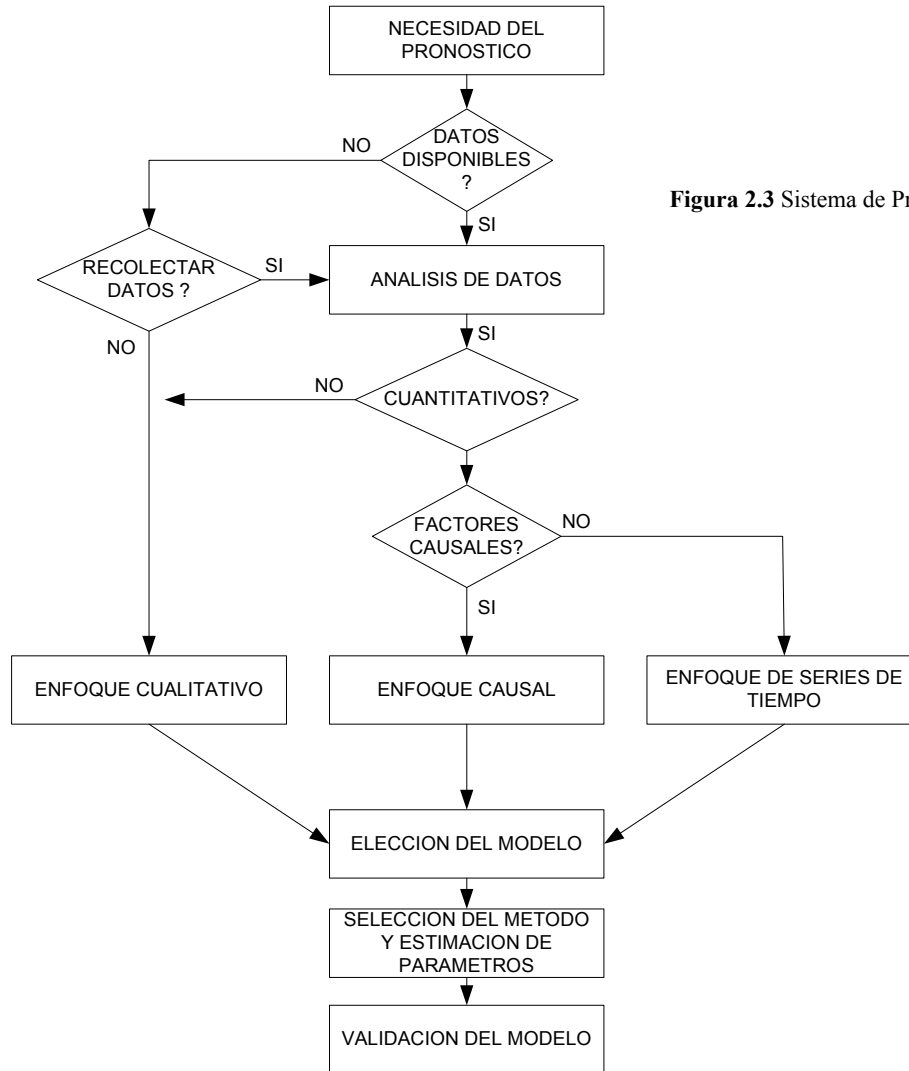 NECESIDAD DEL
PRONOSTICO
DATOS
DISPONIBLES
?
NO
SI
Figura 2.3 Sistema de
RECOLECTAR
DATOS ?
SI
ANALISIS DE DATOS
NO
SI
NO
CUANTITATIVOS?
FACTORES
CAUSALES?
NO
SI
ENFOQUE CUALITATIVO
ENFOQUE CAUSAL
ENFOQUE DE SERIES DE
TIEMPO
ELECCION DEL MODELO
SELECCION DEL METODO
Y ESTIMACION DE
PARAMETROS
VALIDACION DEL MODELO